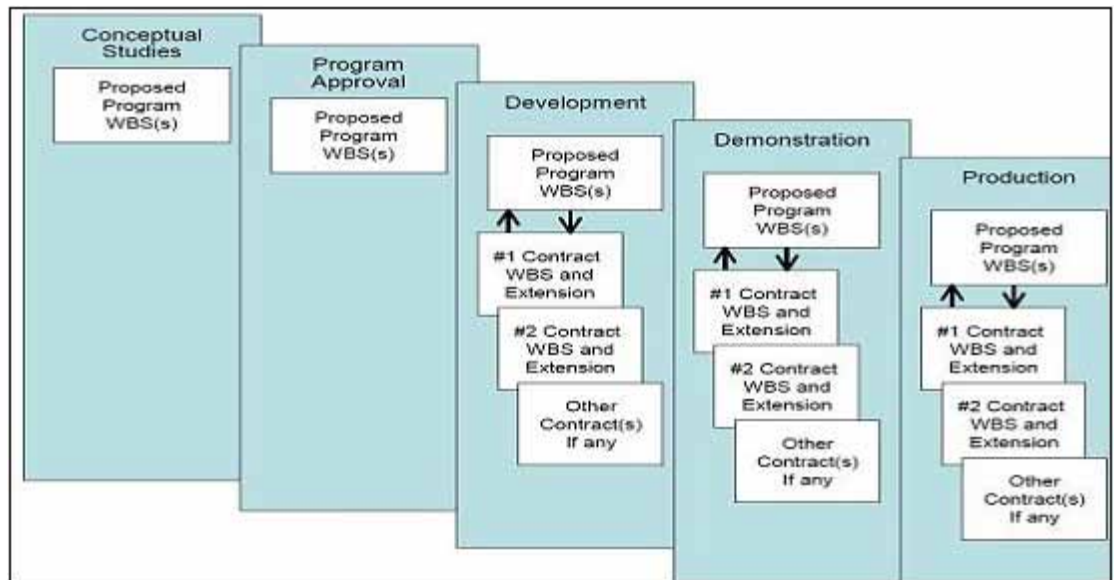 Conceptual
Studies
Proposed
Program
WBS(s)
Program
Approval
Proposed
Program
WBS(s)
Development
Proposed
Program
WBS(s)
#1 Contract
WBS and
Extension
#2 Contract
WBS and
Extension
Other
Contract(s)
If any
Demonstration
Proposed
Program
WBS(s)
#1 Contract
WBS and
Extension
#2 Contract
WBS and
Extension
Other
Contract(s)
If any
Production
Proposed
Program
WBS(s)
#1 Contract
WBS and
Extension
#2 Contract
WBS and
Extension
Other
Contract(s)
If any